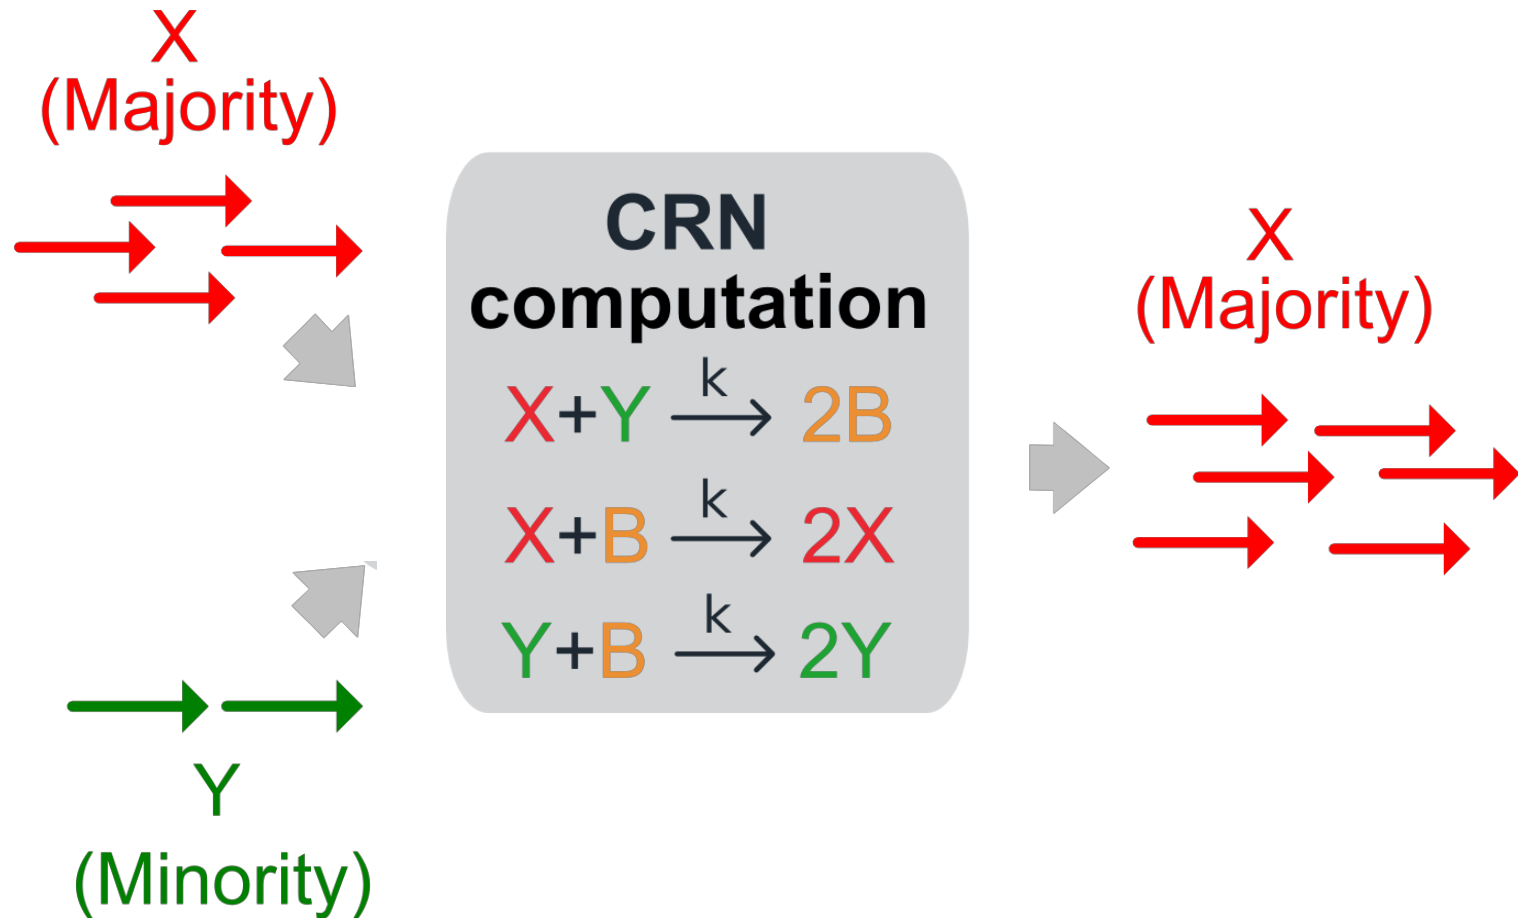 X
(Majority)
CRN
computation
X+Y k→ 2B
X+B k→ 2X
Y+B k→ 2Y
X
(Majority)
Y
(Minority)